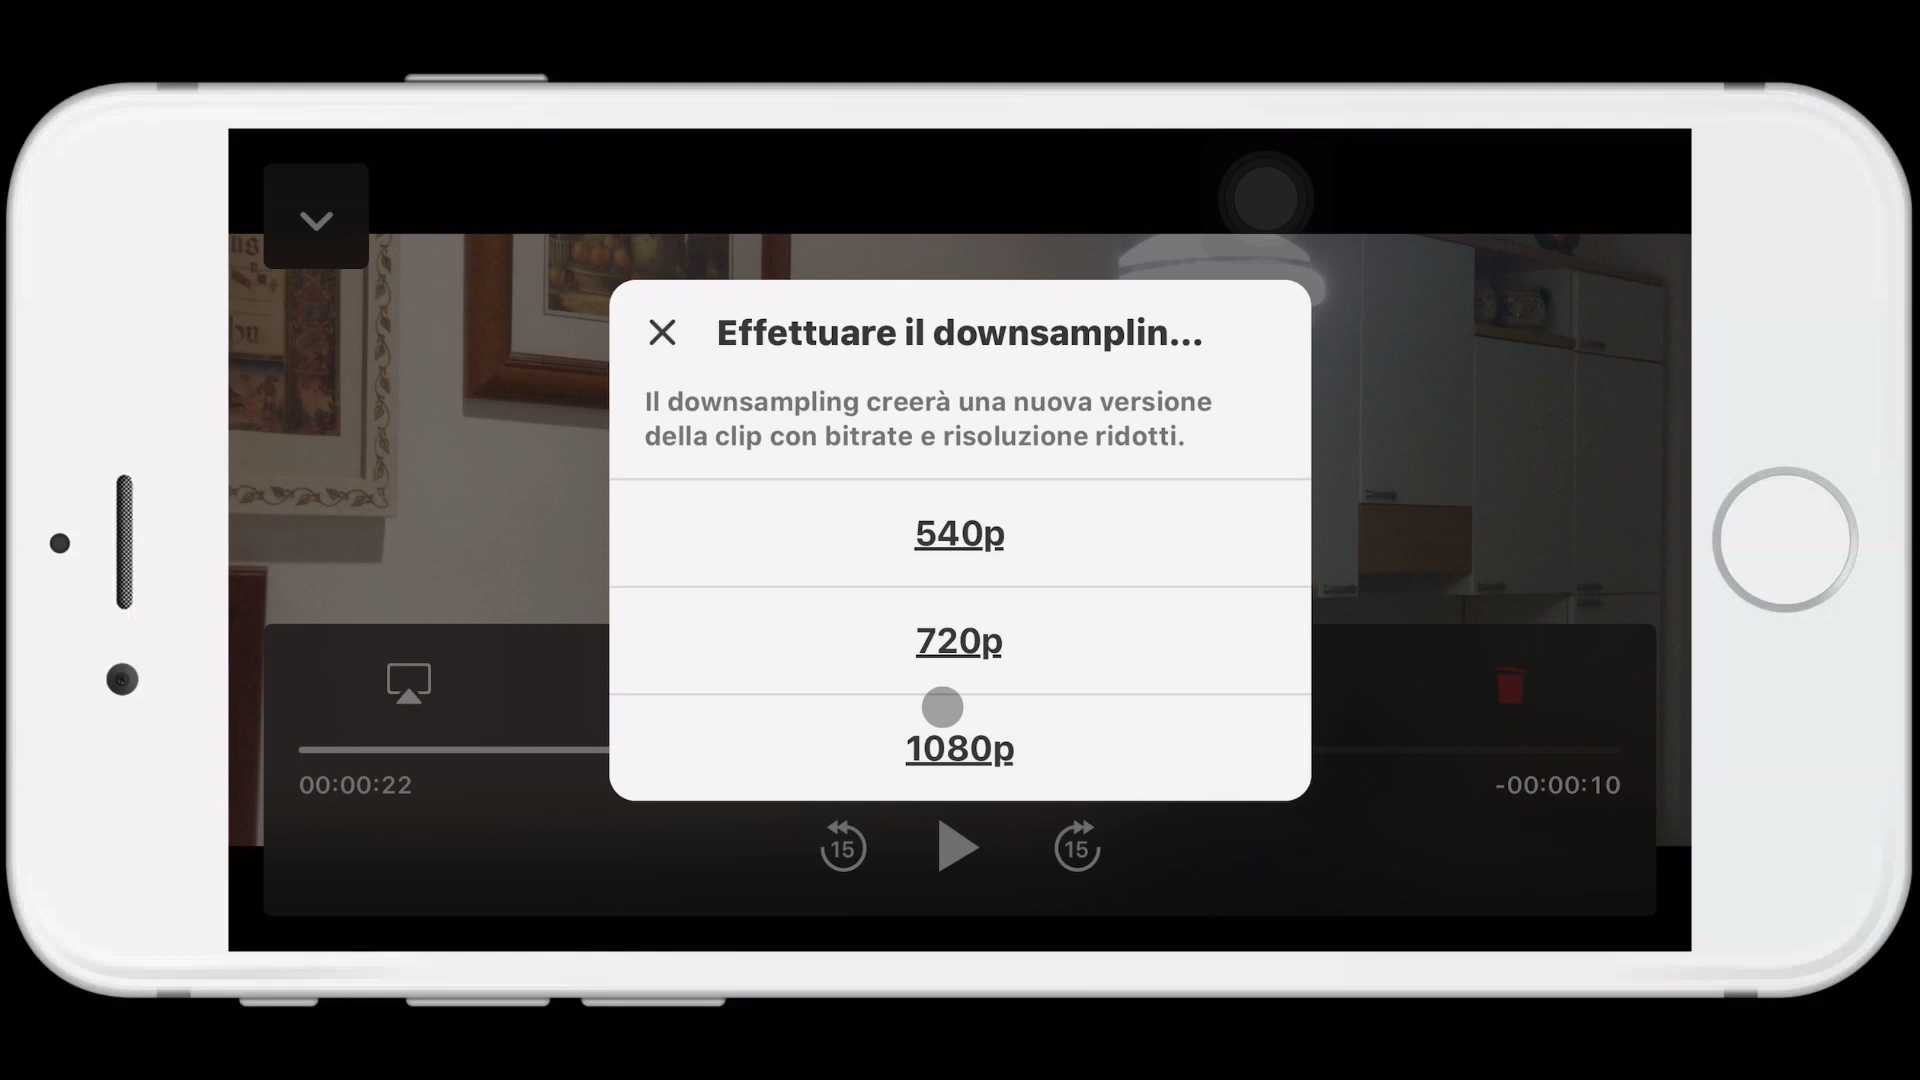 us
Effettuare il downsamplin...
Il downsampling creerà una nuova versione
della clip con bitrate e risoluzione ridotti.
540p
720p
1080p
00:00:22
-00:00:10
15
15